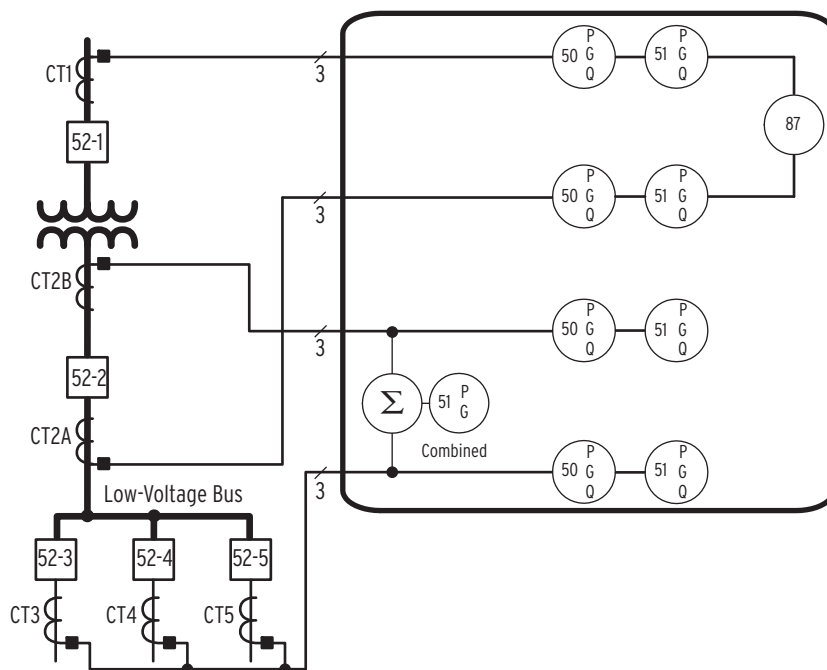 CT1
3
50 P G Q
51 P G Q
52-1
87
3
50 P G Q
51 P G Q
CT2B
3
50 P G Q
51 P G Q
52-2
Σ
51 P G
Combined
CT2A
3
50 P G Q
51 P G Q
Low-Voltage Bus
52-3
52-4
52-5
CT3
CT4
CT5